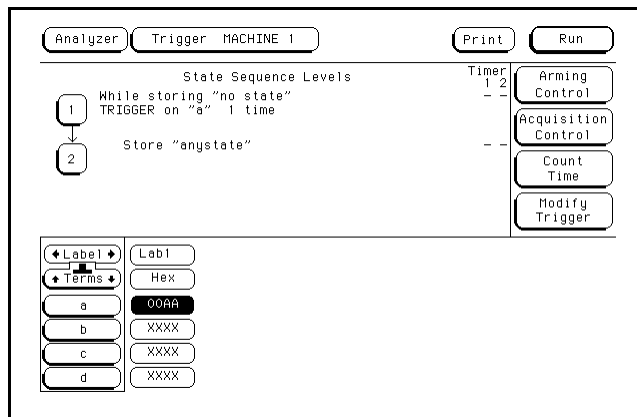 Analyzer Trigger MACHINE 1 Print Run
State Sequence Levels
Timer
1 2
1
While storing "no state"
TRIGGER on "a" 1 time
- -
2
Store "anystate"
- -
Arming
Control
Acquisition
Control
Count
Time
Modify
Trigger
←Label→ Lab1
↑Terms↓ Hex
a 00AA
b XXXX
c XXXX
d XXXX